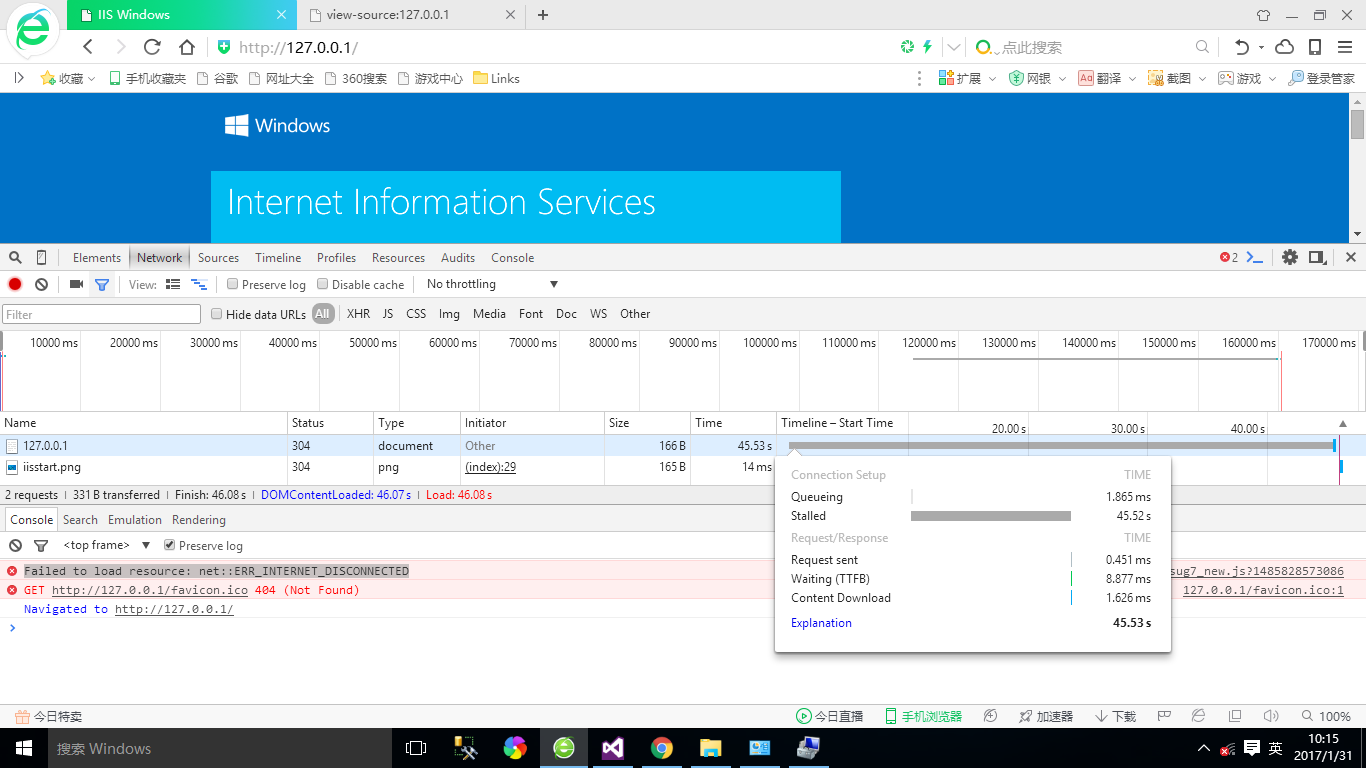 IIS Windows
view-source:127.0.0.1
http://127.0.0.1/
点此搜索
收藏 手机收藏夹 谷歌 网址大全 360搜索 游戏中心 Links 扩展 网银 Aa 翻译 截图 游戏 登录管家
Windows
Internet Information Services
Elements Network Sources Timeline Profiles Resources Audits Console 2
View: Preserve log Disable cache No throttling
Filter Hide data URLs All XHR JS CSS Img Media Font Doc WS Other
10000 ms 20000 ms 30000 ms 40000 ms 50000 ms 60000 ms 70000 ms 80000 ms 90000 ms 100000 ms 110000 ms 120000 ms 130000 ms 140000 ms 150000 ms 160000 ms 170000 ms
Name Status Type Initiator Size Time Timeline – Start Time 20.00 s 30.00 s 40.00 s
127.0.0.1 304 document Other 166 B 45.53 s
iisstart.png 304 png (index):29 165 B 14 ms
2 requests | 331 B transferred | Finish: 46.08 s | DOMContentLoaded: 46.07 s | Load: 46.08 s
Connection Setup TIME
Queueing 1.865 ms
Stalled 45.52 s
Request/Response TIME
Request sent 0.451 ms
Waiting (TTFB) 8.877 ms
Content Download 1.626 ms
Explanation 45.53 s
Console Search Emulation Rendering
<top frame> Preserve log
Failed to load resource: net::ERR_INTERNET_DISCONNECTED sug7_new.js?1485828573086
GET http://127.0.0.1/favicon.ico 404 (Not Found) 127.0.0.1/favicon.ico:1
Navigated to http://127.0.0.1/
今日特卖 今日直播 手机浏览器 加速器 下载 100%
搜索 Windows 英 10:15
2017/1/31